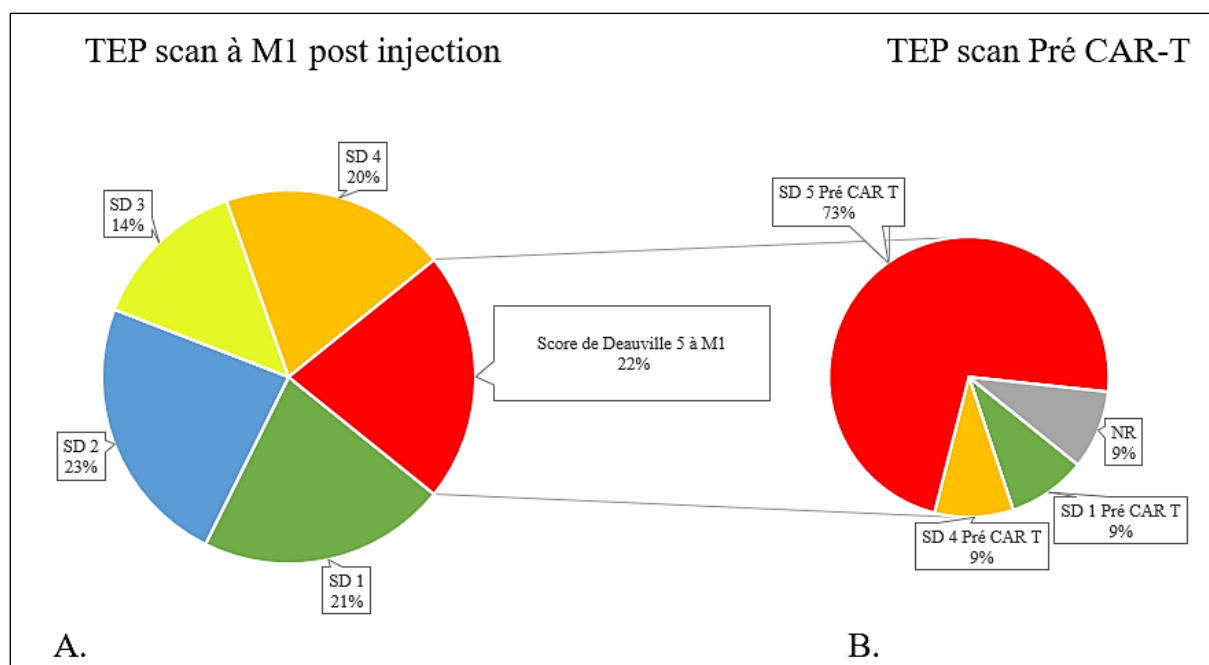 TEP scan à M1 post injection
TEP scan Pré CAR-T
SD 4
20%
SD 3
14%
SD 5 Pré CAR T
73%
Score de Deauville 5 à M1
22%
SD 2
23%
NR
9%
SD 1 Pré CAR T
9%
SD 4 Pré CAR T
9%
SD 1
21%
A.
B.